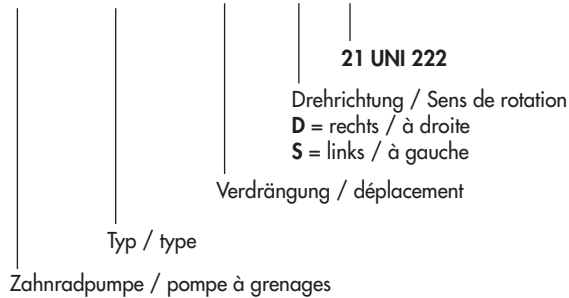 21 UNI 222
Drehrichtung / Sens de rotation
D = rechts / à droite
S = links / à gauche
Verdrängung / déplacement
Typ / type
Zahnradpumpe / pompe à grenages